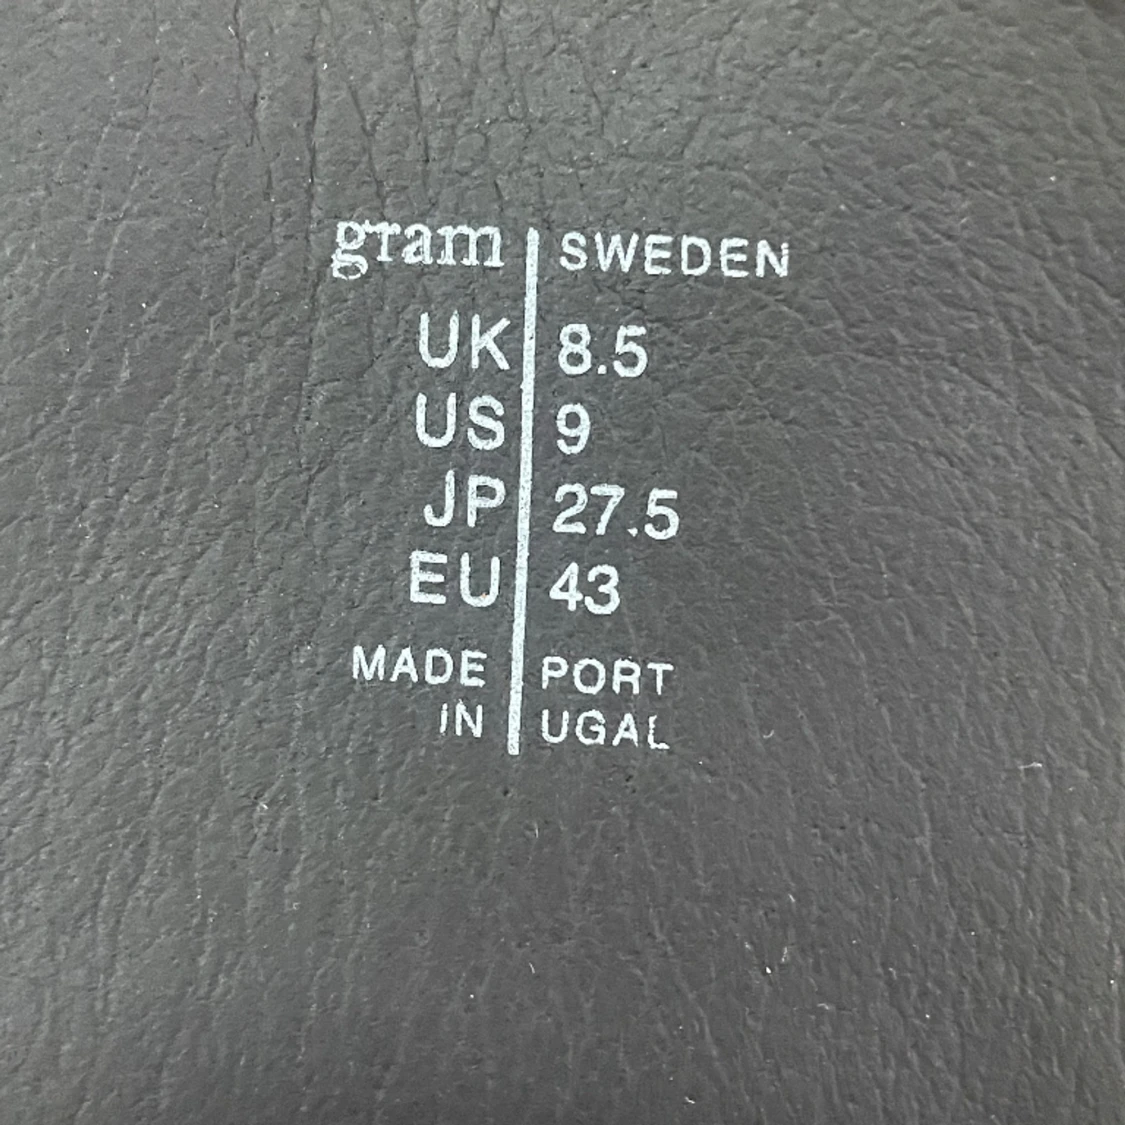 gram | SWEDEN
UK | 8.5
US | 9
JP | 27.5
EU | 43
MADE | PORT
IN | UGAL